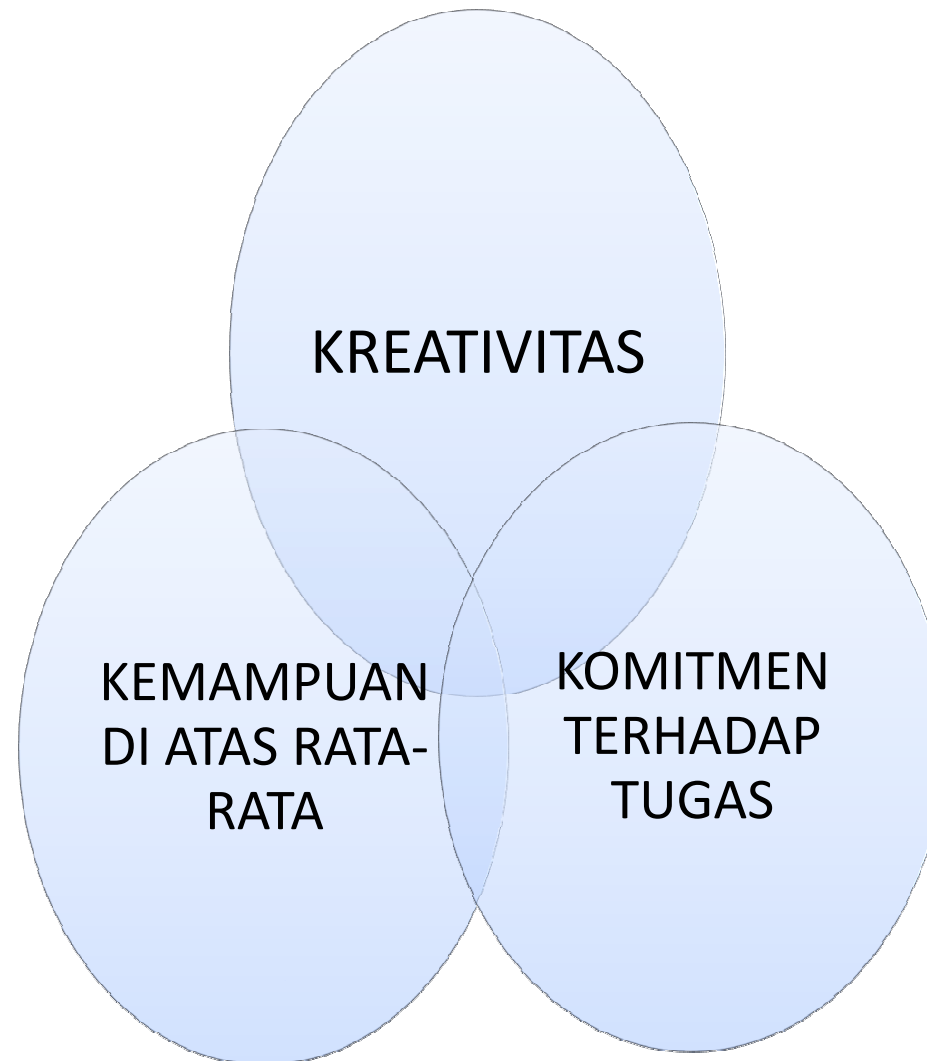 KREATIVITAS
KEMAMPUAN
DI ATAS RATA-
RATA
KOMITMEN
TERHADAP
TUGAS